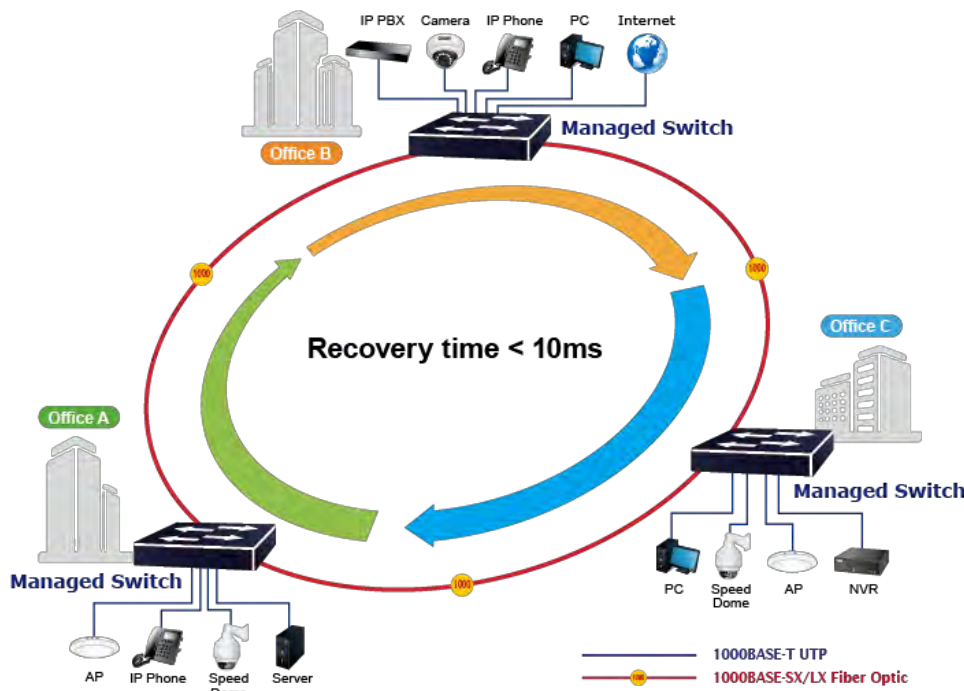 IP PBX
Camera
IP Phone
PC
Internet
Managed Switch
Office B
1000
1000
Office C
Recovery time < 10ms
Office A
Managed Switch
Managed Switch
PC
Speed
Dome
AP
NVR
1000
AP
IP Phone
Speed
Dome
Server
1000BASE-T UTP
1000
1000BASE-SX/LX Fiber Optic